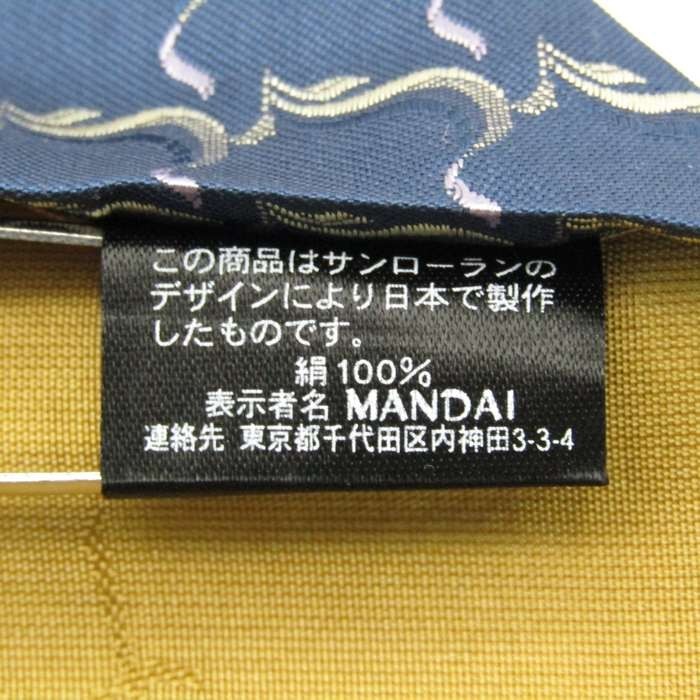 この商品はサンローランの
デザインにより日本で製作
したものです。
絹100%
表示者名 MANDAI
連絡先 東京都千代田区内神田3-3-4